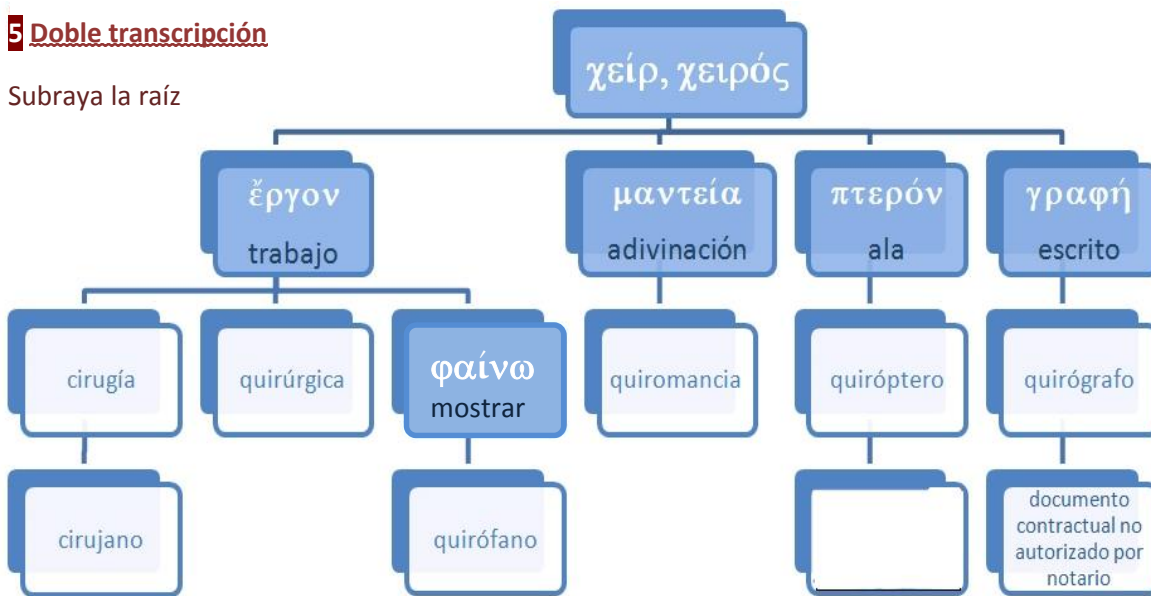 5 Doble transcripción
Subraya la raíz
χείρ, χειρός
ἔργον
trabajo
μαντεία
adivinación
πτερόν
ala
γραφή
escrito
cirugía
quirúrgica
φαίνω
mostrar
quiromancia
quiróptero
quirógrafo
cirujano
quirófano
documento
contractual no
autorizado por
notario